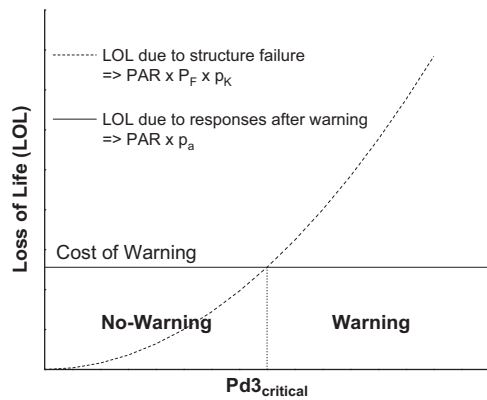 LOL due to structure failure
=> PAR x P_F x p_K
LOL due to responses after warning
=> PAR x p_a
Loss of Life (LOL)
Cost of Warning
No-Warning
Warning
Pd3_critical